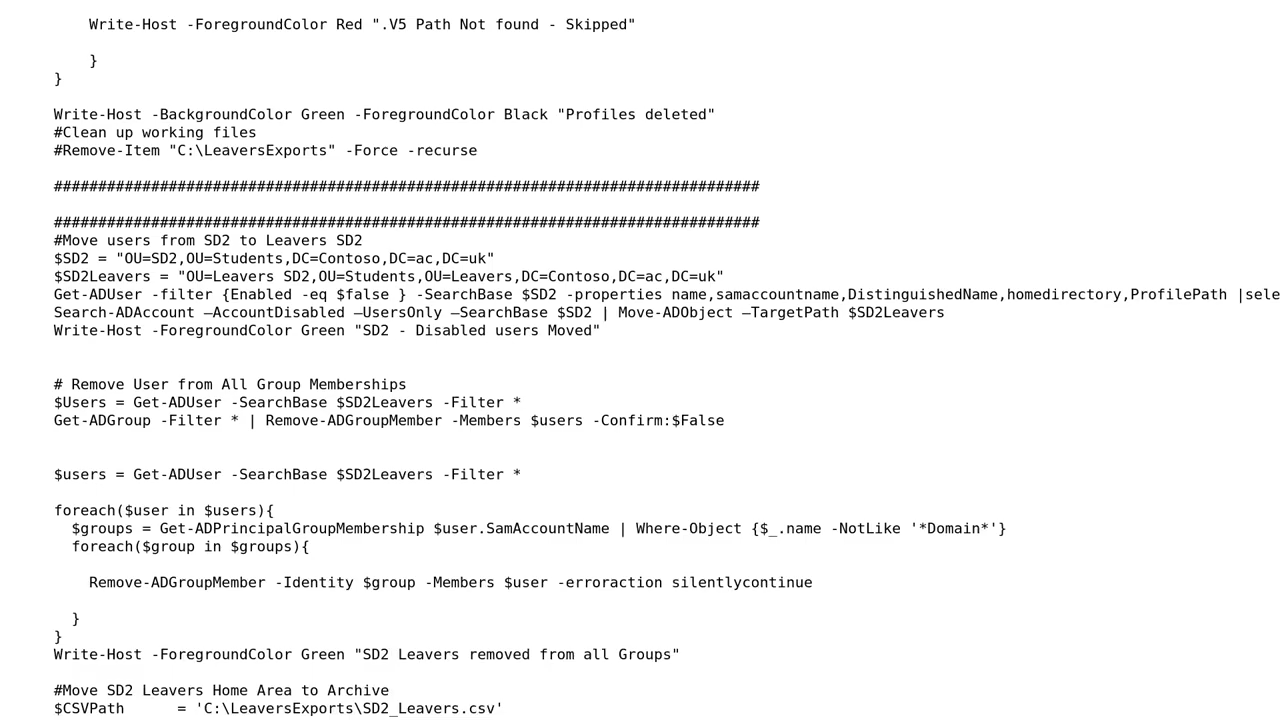 Write-Host -ForegroundColor Red ".V5 Path Not found - Skipped"
}
}
Write-Host -BackgroundColor Green -ForegroundColor Black "Profiles deleted"
#Clean up working files
#Remove-Item "C:\LeaversExports" -Force -recurse
################################################################################
################################################################################
#Move users from SD2 to Leavers SD2
$SD2 = "OU=SD2,OU=Students,DC=Contoso,DC=ac,DC=uk"
$SD2Leavers = "OU=Leavers SD2,OU=Students,OU=Leavers,DC=Contoso,DC=ac,DC=uk"
Get-ADUser -filter {Enabled -eq $false } -SearchBase $SD2 -properties name,samaccountname,DistinguishedName,homedirectory,ProfilePath |sele
Search-ADAccount –AccountDisabled –UsersOnly –SearchBase $SD2 | Move-ADObject –TargetPath $SD2Leavers
Write-Host -ForegroundColor Green "SD2 - Disabled users Moved"
# Remove User from All Group Memberships
$Users = Get-ADUser -SearchBase $SD2Leavers -Filter *
Get-ADGroup -Filter * | Remove-ADGroupMember -Members $users -Confirm:$False
$users = Get-ADUser -SearchBase $SD2Leavers -Filter *
foreach($user in $users){
$groups = Get-ADPrincipalGroupMembership $user.SamAccountName | Where-Object {$_.name -NotLike '*Domain*'}
foreach($group in $groups){
Remove-ADGroupMember -Identity $group -Members $user -erroraction silentlycontinue
}
}
Write-Host -ForegroundColor Green "SD2 Leavers removed from all Groups"
#Move SD2 Leavers Home Area to Archive
$CSVPath      = 'C:\LeaversExports\SD2_Leavers.csv'